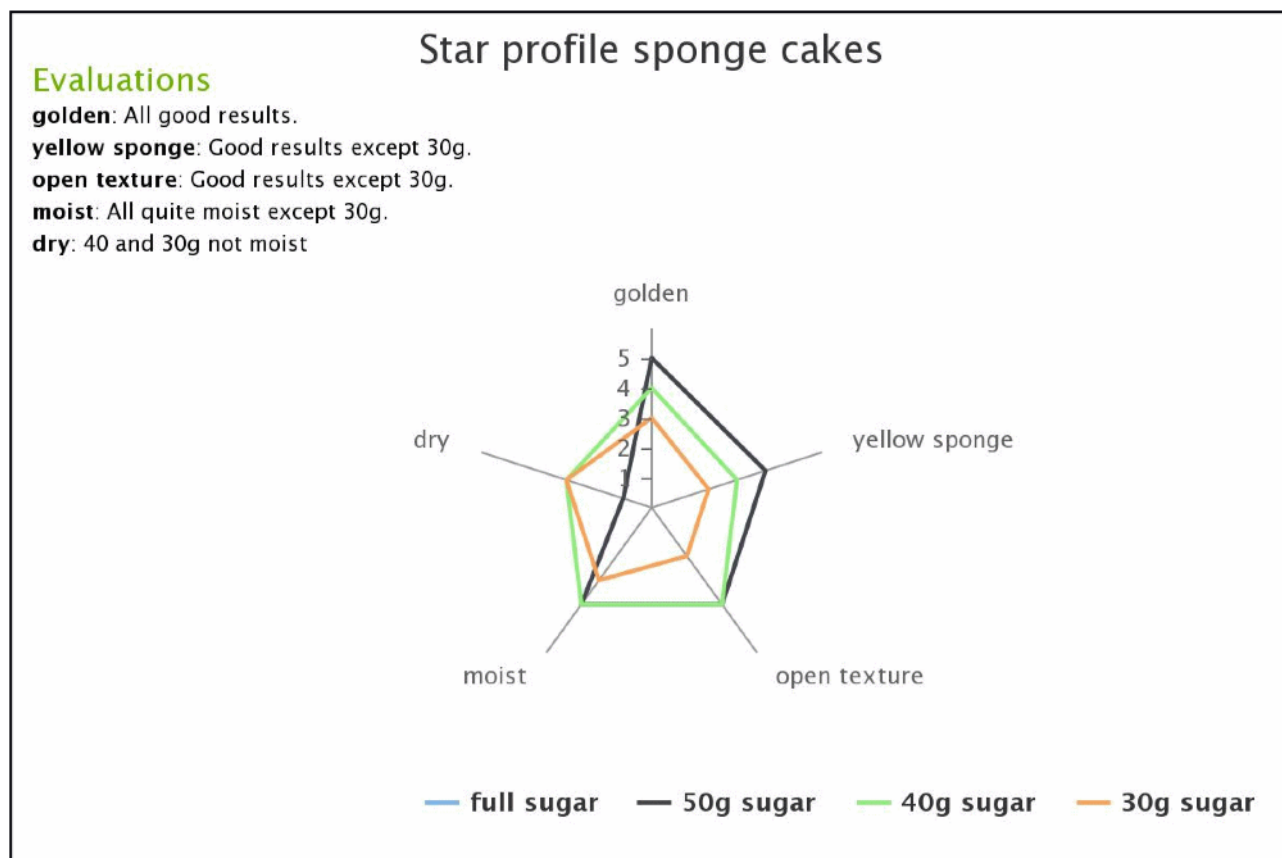 Star profile sponge cakes
Evaluations
golden: All good results.
yellow sponge: Good results except 30g.
open texture: Good results except 30g.
moist: All quite moist except 30g.
dry: 40 and 30g not moist
golden
5
4
3
2
1
dry
yellow sponge
moist
open texture
full sugar 50g sugar 40g sugar 30g sugar